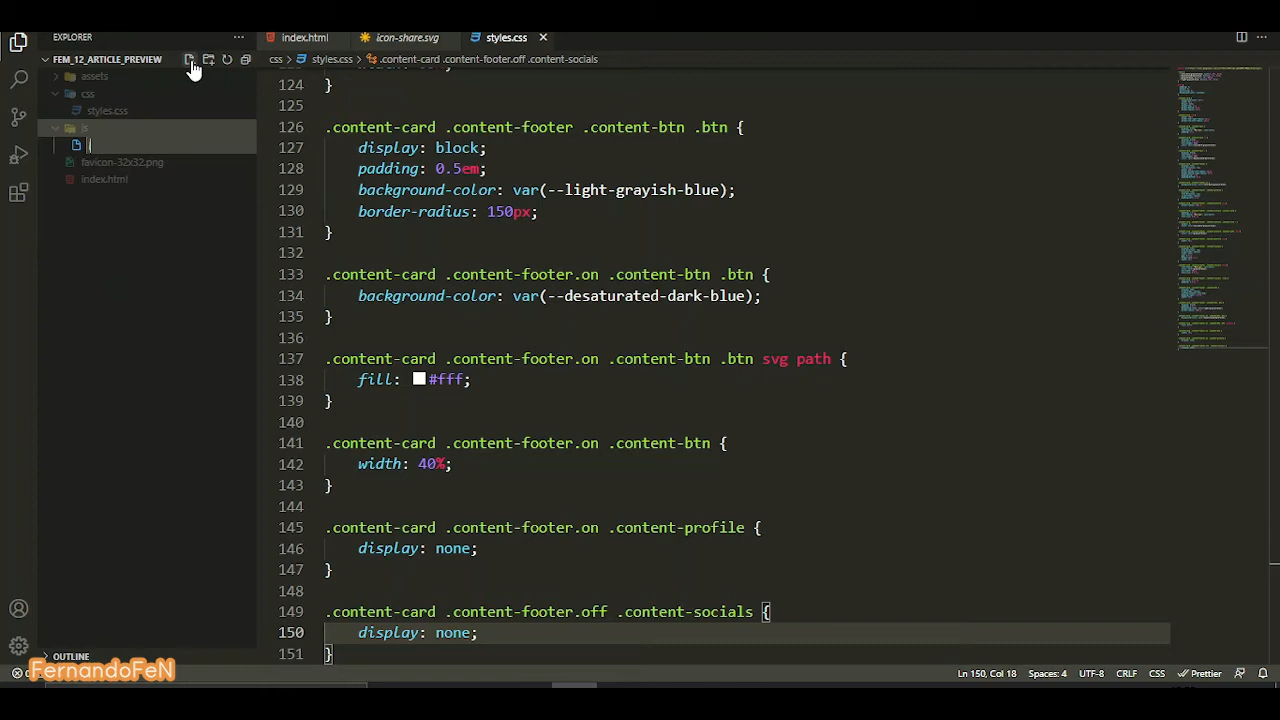 EXPLORER
index.html
icon-share.svg
styles.css
FEM_12_ARTICLE_PREVIEW
css > styles.css > .content-card .content-footer.off .content-socials
assets
css
styles.css
js
favicon-32x32.png
index.html
124 }
125
126 .content-card .content-footer .content-btn .btn {
127 display: block;
128 padding: 0.5em;
129 background-color: var(--light-grayish-blue);
130 border-radius: 150px;
131 }
132
133 .content-card .content-footer.on .content-btn .btn {
134 background-color: var(--desaturated-dark-blue);
135 }
136
137 .content-card .content-footer.on .content-btn .btn svg path {
138 fill: #fff;
139 }
140
141 .content-card .content-footer.on .content-btn {
142 width: 40%;
143 }
144
145 .content-card .content-footer.on .content-profile {
146 display: none;
147 }
148
149 .content-card .content-footer.off .content-socials {
150 display: none;
151 }
OUTLINE
FernandoFeN
Ln 150, Col 18 Spaces: 4 UTF-8 CRLF CSS Prettier